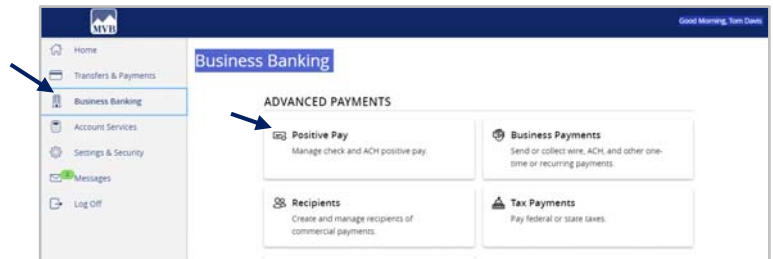 MVB
Good Morning, Tom Davis
Home
Transfers & Payments
Business Banking
Account Services
Settings & Security
Messages
Log Off
Business Banking
ADVANCED PAYMENTS
Positive Pay
Manage check and ACH positive pay.
Business Payments
Send or collect wire, ACH, and other one-
time or recurring payments.
Recipients
Create and manage recipients of
commercial payments.
Tax Payments
Pay federal or state taxes.